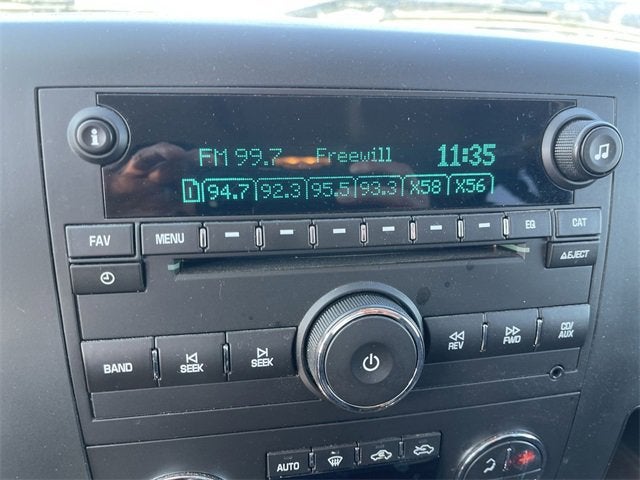 i
FM 99.7 Freewill 11:35
1 94.7 92.3 95.5 93.3 X58 X56
FAV MENU EQ CAT
EJECT
BAND SEEK SEEK REV FWD CD/AUX
AUTO